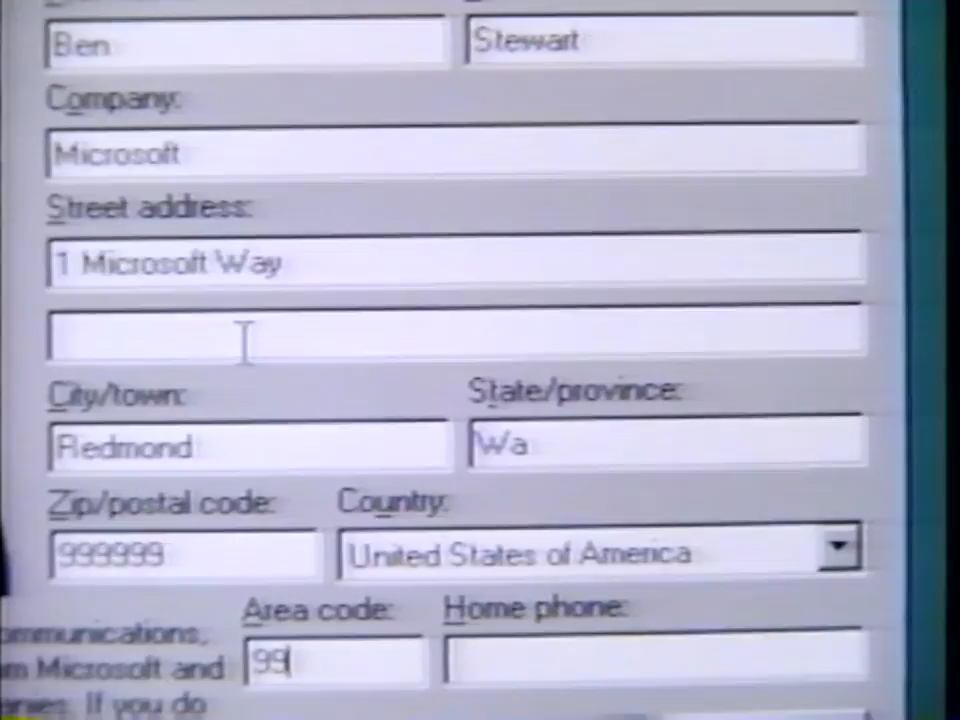 Ben Stewart
Company:
Microsoft
Street address:
1 Microsoft Way
City/town: State/province:
Redmond Wa
Zip/postal code: Country:
999999 United States of America
Area code: Home phone:
ommunications,
m Microsoft and 99
anies. If you do